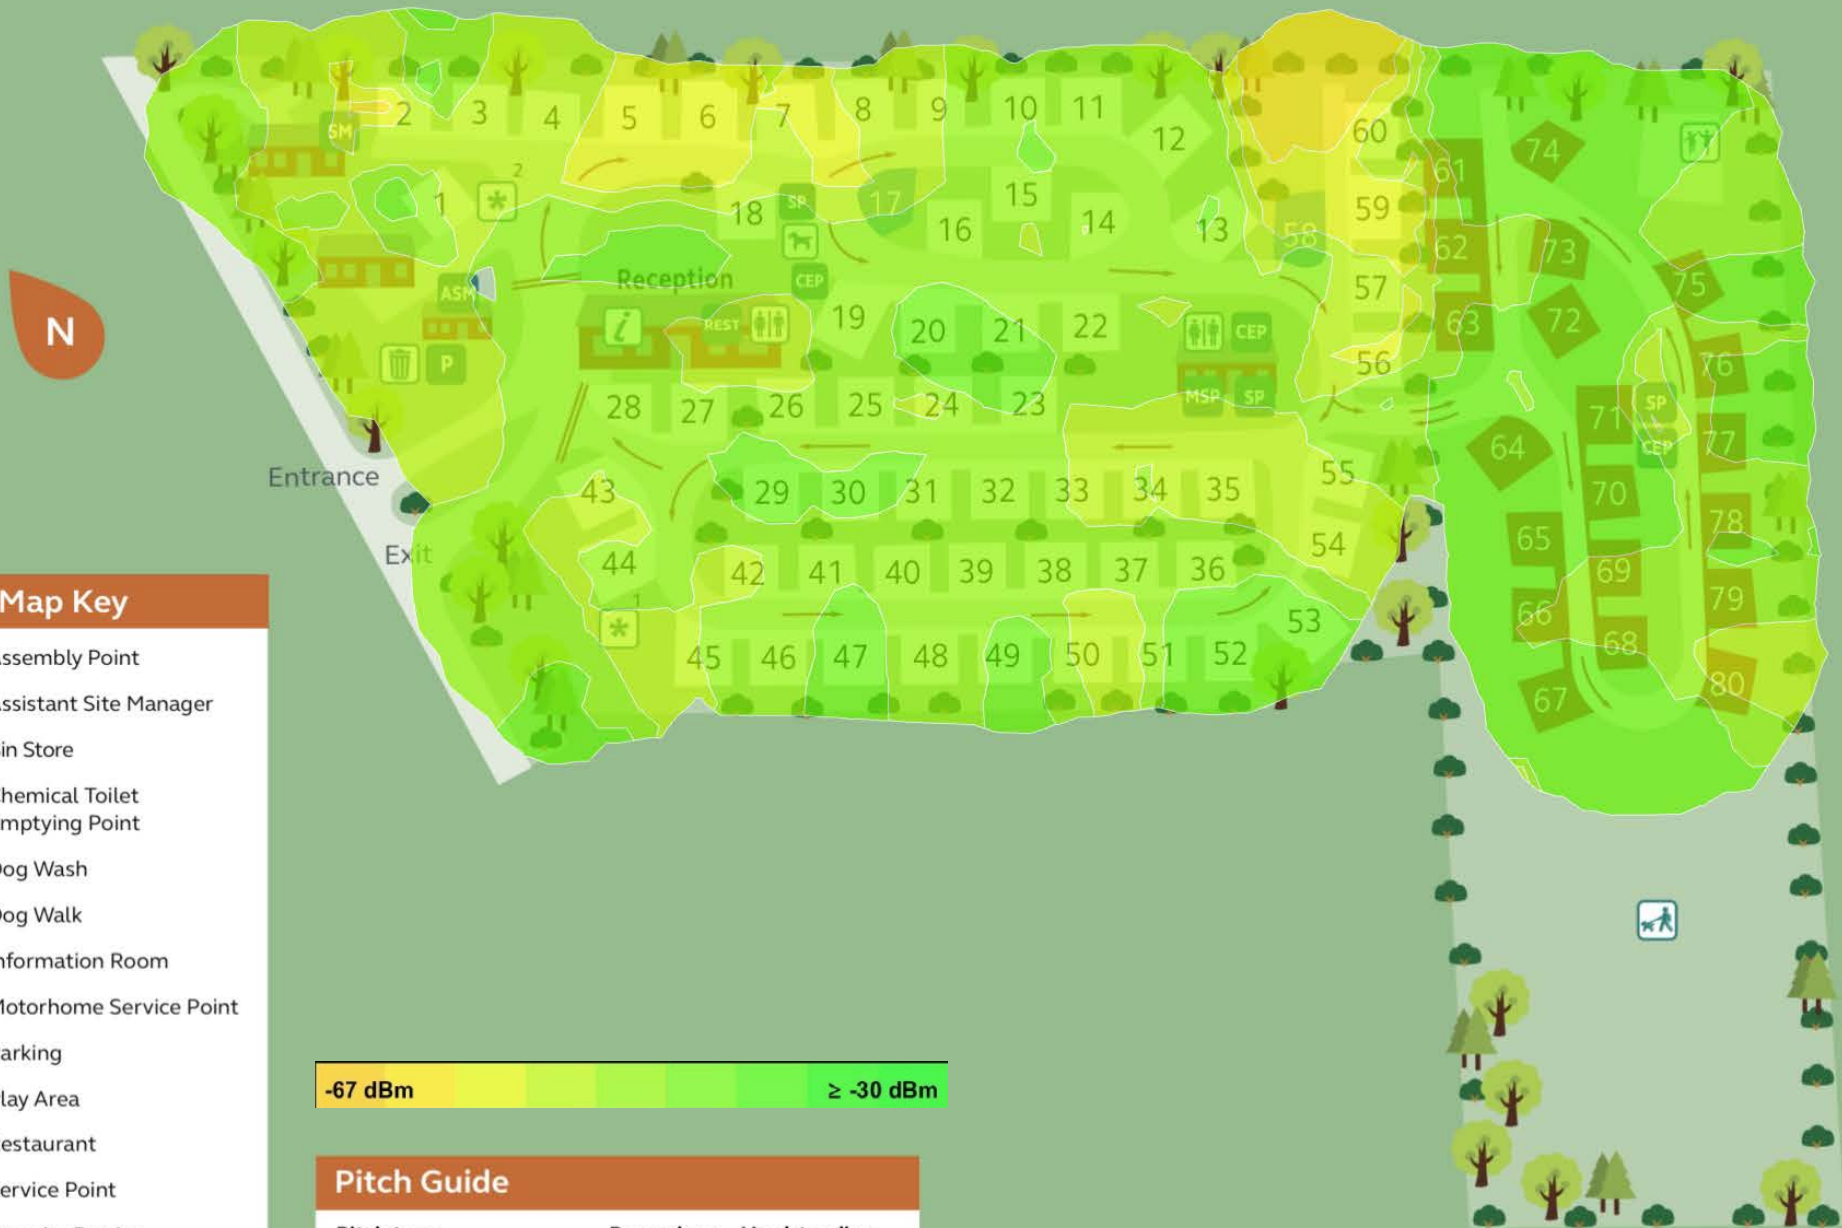 2 3 4 5 6 7 8 9 10 11 12 60
SM
61 74
1 * 2 18 SP 17 16 15 14 13 58 59
62 73
Reception CEP 57 75
ASM
i REST 19 20 21 22 CEP 63 72
N
P 56 76
28 27 26 25 24 23 MSP SP 71 SP
64 CEP 77
Entrance
43 29 30 31 32 33 34 35 55 70
78
Exit 54 65
44 42 41 40 39 38 37 36 69
* 1 53 66 79
45 46 47 48 49 50 51 52 68
67 80
Map Key
ssembly Point
ssistant Site Manager
in Store
hemical Toilet
mptying Point
og Wash
og Walk
nformation Room
otorhome Service Point
arking
lay Area
estaurant
ervice Point
-67 dBm ≥ -30 dBm
Pitch Guide